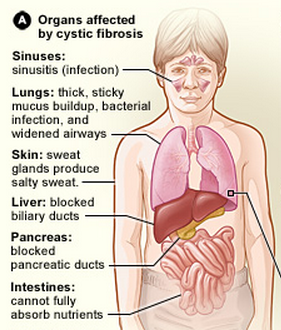 A Organs affected
by cystic fibrosis
Sinuses:
sinusitis (infection)
Lungs: thick, sticky
mucus buildup, bacterial
infection, and
widened airways
Skin: sweat
glands produce
salty sweat.
Liver: blocked
biliary ducts
Pancreas:
blocked
pancreatic ducts
Intestines:
cannot fully
absorb nutrients